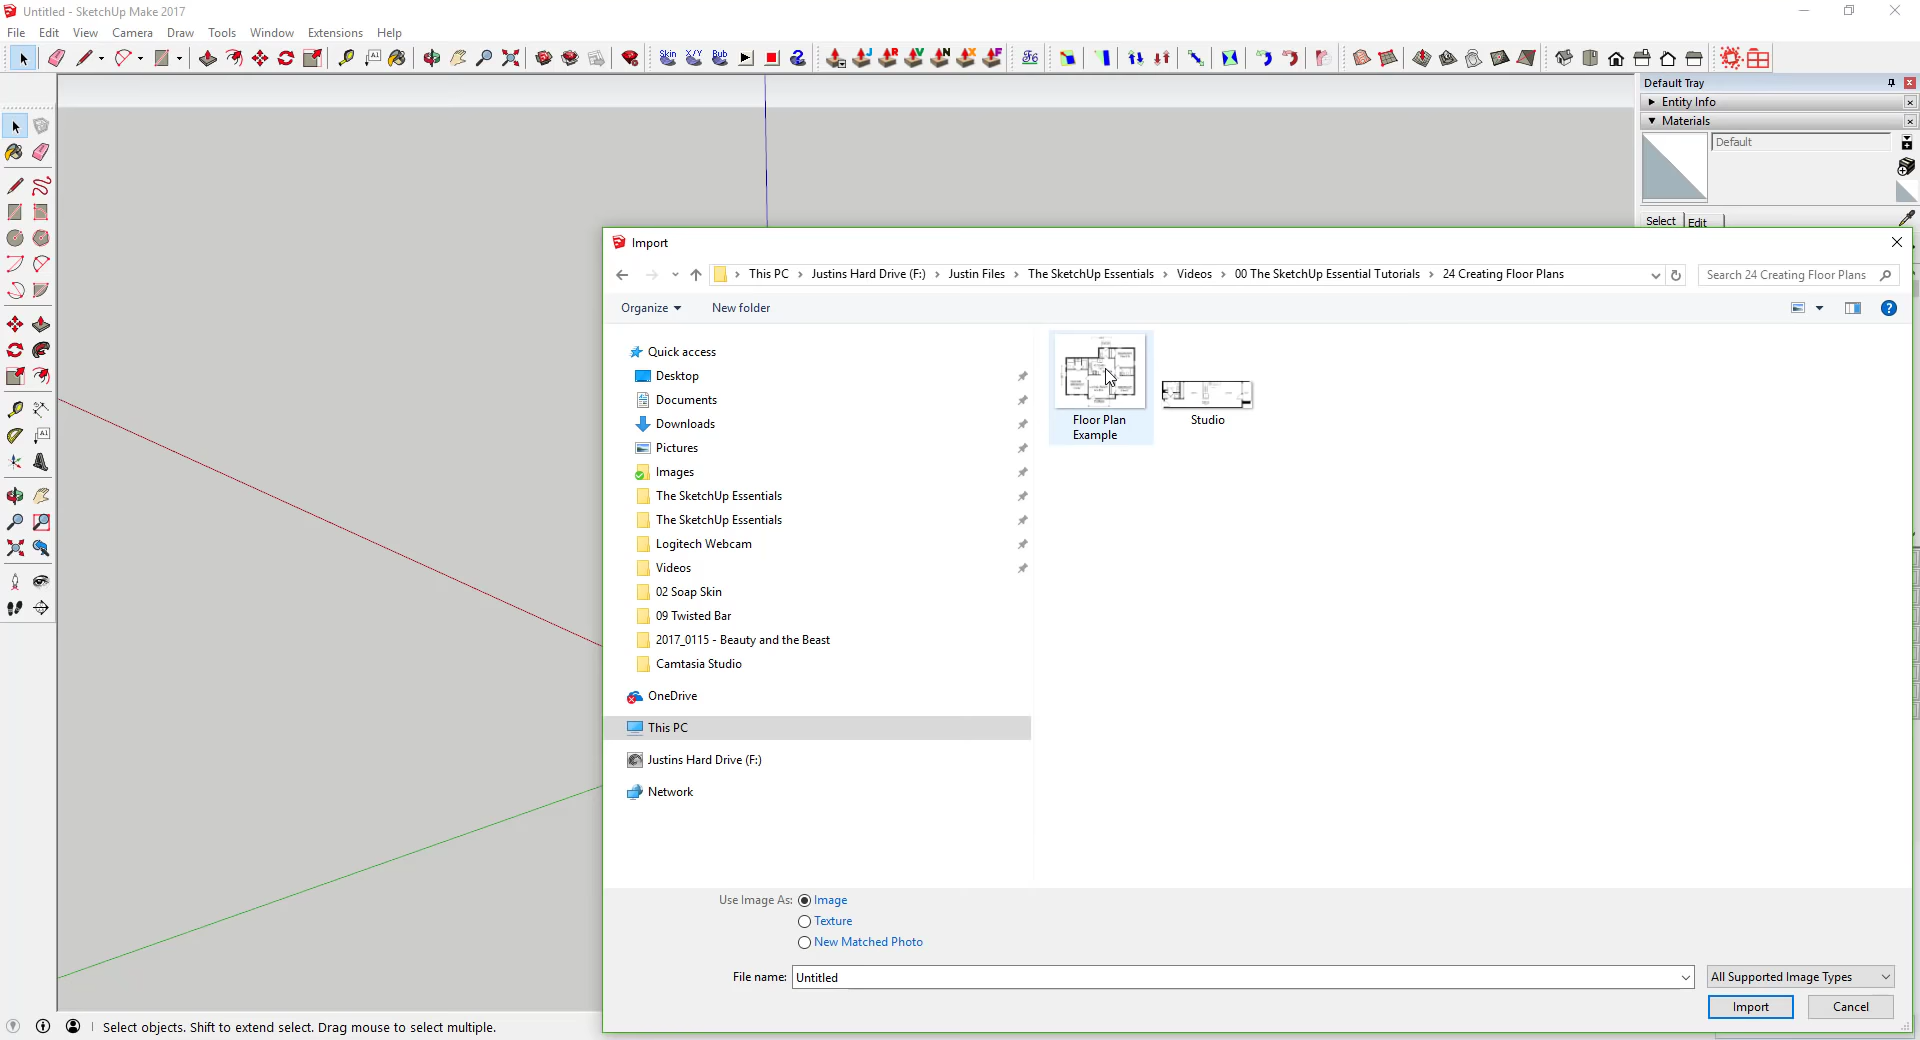 Untitled - SketchUp Make 2017
File Edit View Camera Draw Tools Window Extensions Help
Skin X/Y Bub
Default Tray
Entity Info
Materials
Default
Select Edit
Import
This PC Justins Hard Drive (F:) Justin Files The SketchUp Essentials Videos 00 The SketchUp Essential Tutorials 24 Creating Floor Plans
Search 24 Creating Floor Plans
Organize New folder
Quick access
Desktop
Documents
Downloads
Pictures
Images
The SketchUp Essentials
The SketchUp Essentials
Logitech Webcam
Videos
02 Soap Skin
09 Twisted Bar
2017_0115 - Beauty and the Beast
Camtasia Studio
OneDrive
This PC
Justins Hard Drive (F:)
Network
Floor Plan
Example
Studio
Use Image As: Image
Texture
New Matched Photo
File name: Untitled
All Supported Image Types
Import Cancel
Select objects. Shift to extend select. Drag mouse to select multiple.